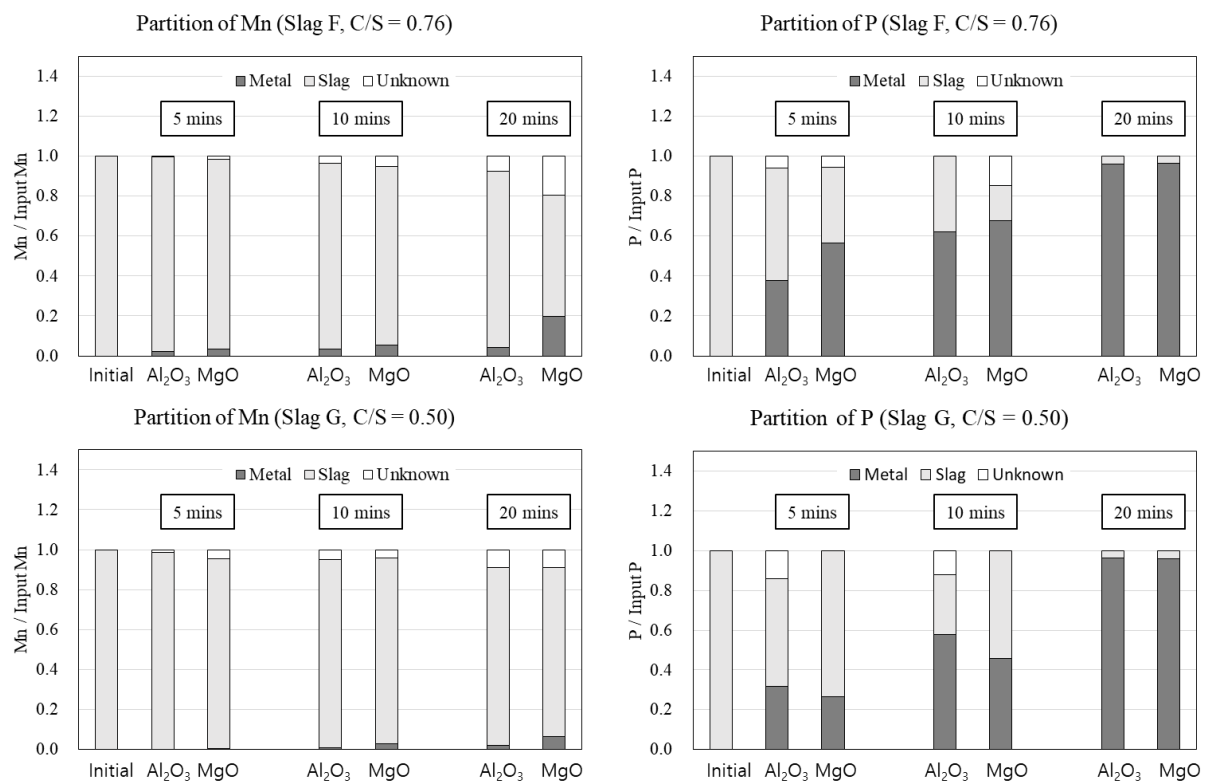 Partition of Mn (Slag F, C/S = 0.76)
Mn / Input Mn
1.4
1.2
1.0
0.8
0.6
0.4
0.2
0.0
Metal Slag Unknown
5 mins 10 mins 20 mins
Initial Al₂O₃ MgO Al₂O₃ MgO Al₂O₃ MgO
Partition of P (Slag F, C/S = 0.76)
P / Input P
1.4
1.2
1.0
0.8
0.6
0.4
0.2
0.0
Metal Slag Unknown
5 mins 10 mins 20 mins
Initial Al₂O₃ MgO Al₂O₃ MgO Al₂O₃ MgO
Partition of Mn (Slag G, C/S = 0.50)
Mn / Input Mn
1.4
1.2
1.0
0.8
0.6
0.4
0.2
0.0
Metal Slag Unknown
5 mins 10 mins 20 mins
Initial Al₂O₃ MgO Al₂O₃ MgO Al₂O₃ MgO
Partition of P (Slag G, C/S = 0.50)
P / Input P
1.4
1.2
1.0
0.8
0.6
0.4
0.2
0.0
Metal Slag Unknown
5 mins 10 mins 20 mins
Initial Al₂O₃ MgO Al₂O₃ MgO Al₂O₃ MgO